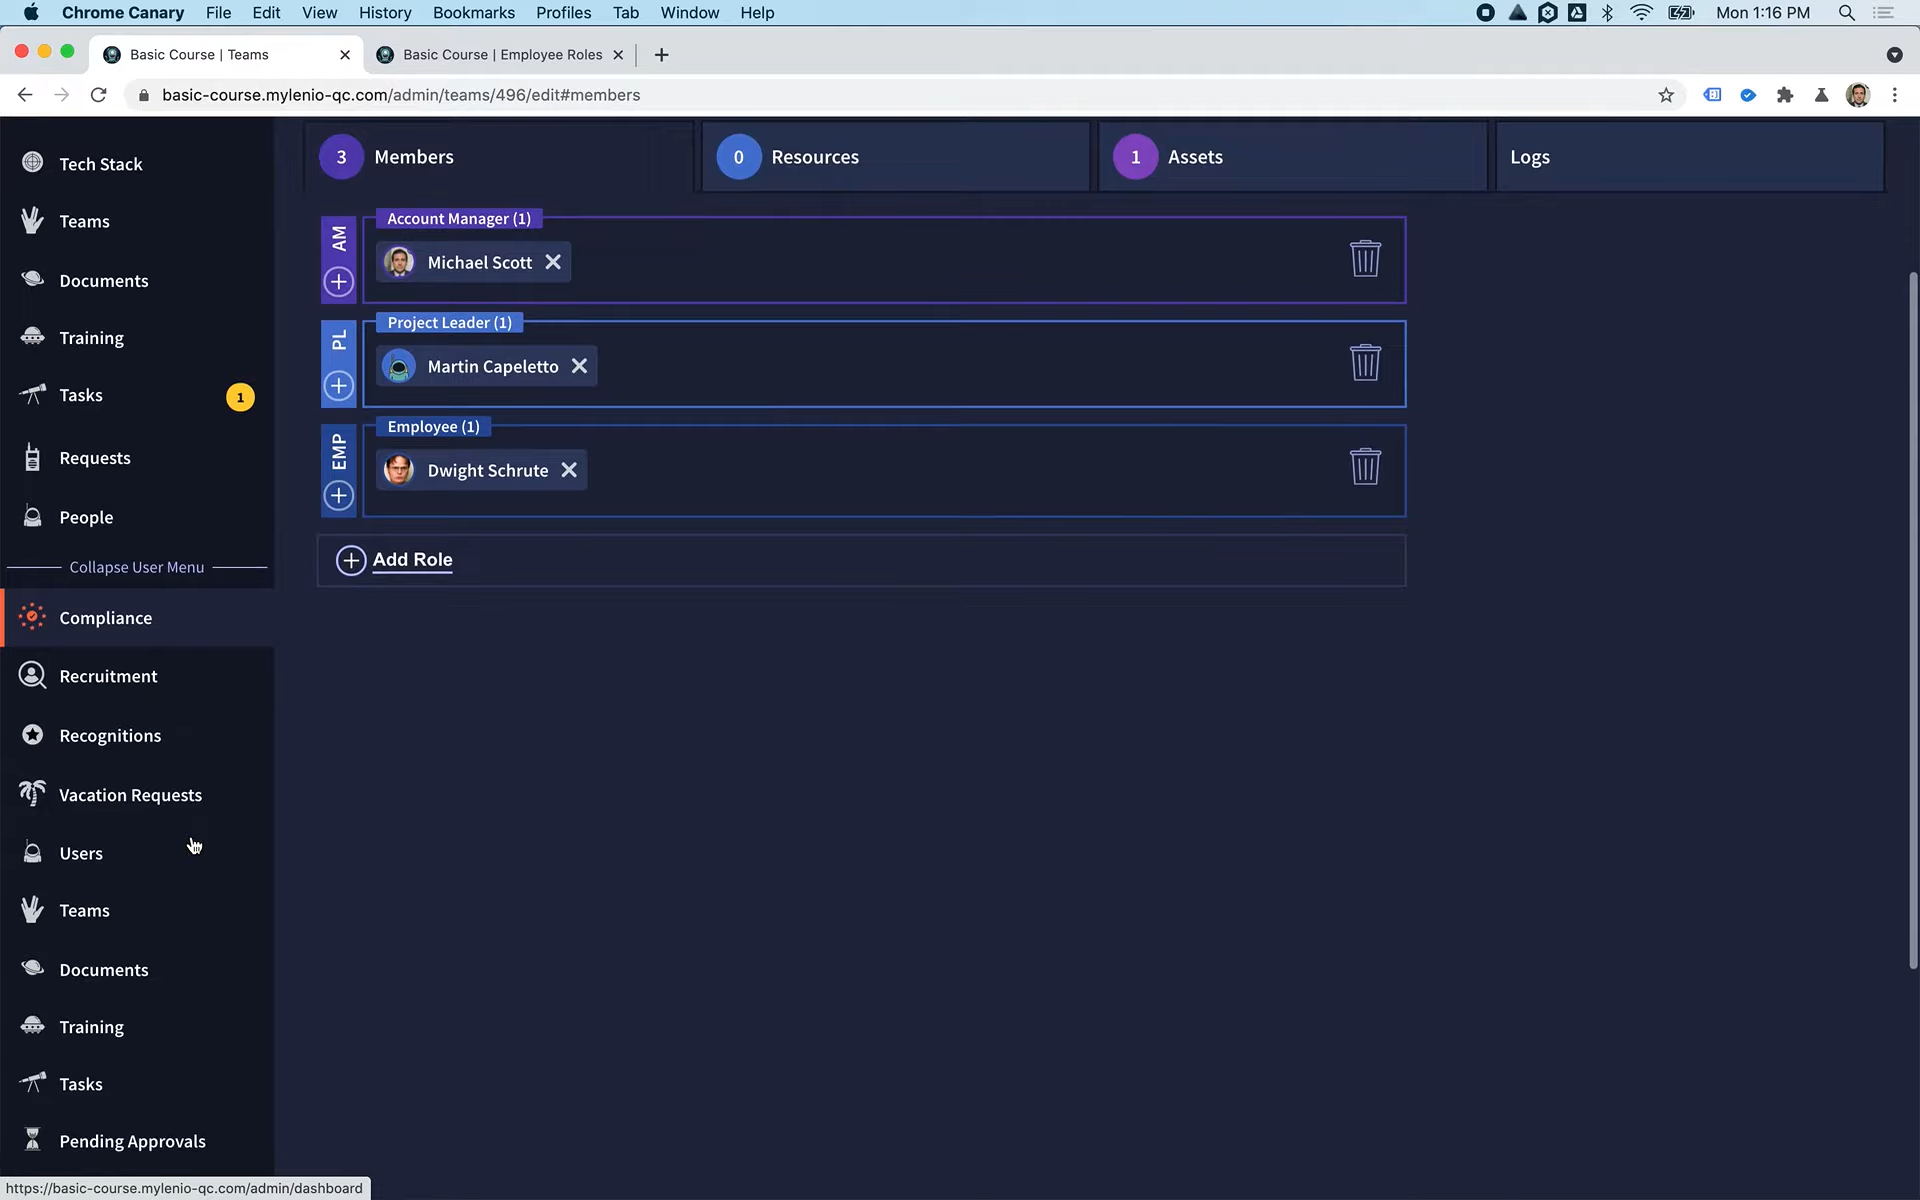 Chrome Canary File Edit View History Bookmarks Profiles Tab Window Help Mon 1:16 PM
Basic Course | Teams Basic Course | Employee Roles
basic-course.mylenio-qc.com/admin/teams/496/edit#members
Tech Stack
Teams
Documents
Training
Tasks 1
Requests
People
Collapse User Menu
Compliance
Recruitment
Recognitions
Vacation Requests
Users
Teams
Documents
Training
Tasks
Pending Approvals
3 Members
0 Resources
1 Assets
Logs
AM
Account Manager (1)
Michael Scott
PL
Project Leader (1)
Martin Capeletto
EMP
Employee (1)
Dwight Schrute
Add Role
https://basic-course.mylenio-qc.com/admin/dashboard